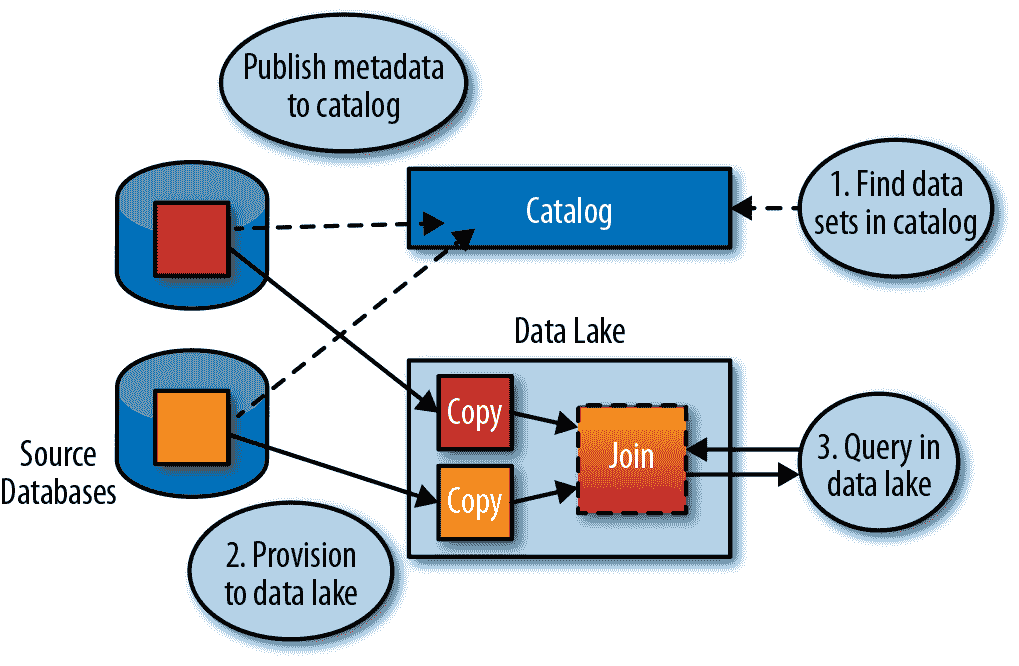 Publish metadata
to catalog
Catalog
1. Find data
sets in catalog
Data Lake
Copy
Join
Copy
3. Query in
data lake
Source
Databases
2. Provision
to data lake